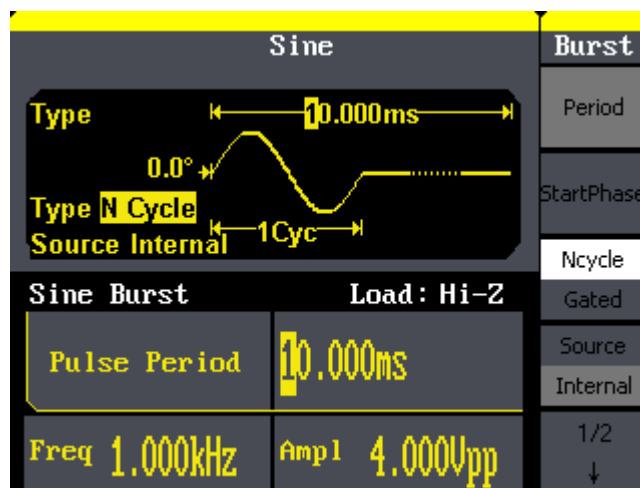 Sine
Burst
Type
10.000ms
Period
0.0°
StartPhase
Type N Cycle
Source Internal
1Cyc
Ncycle
Gated
Sine Burst
Load: Hi-Z
Source
Internal
Pulse Period
10.000ms
1/2
↓
Freq 1.000kHz
Ampl 4.000Vpp